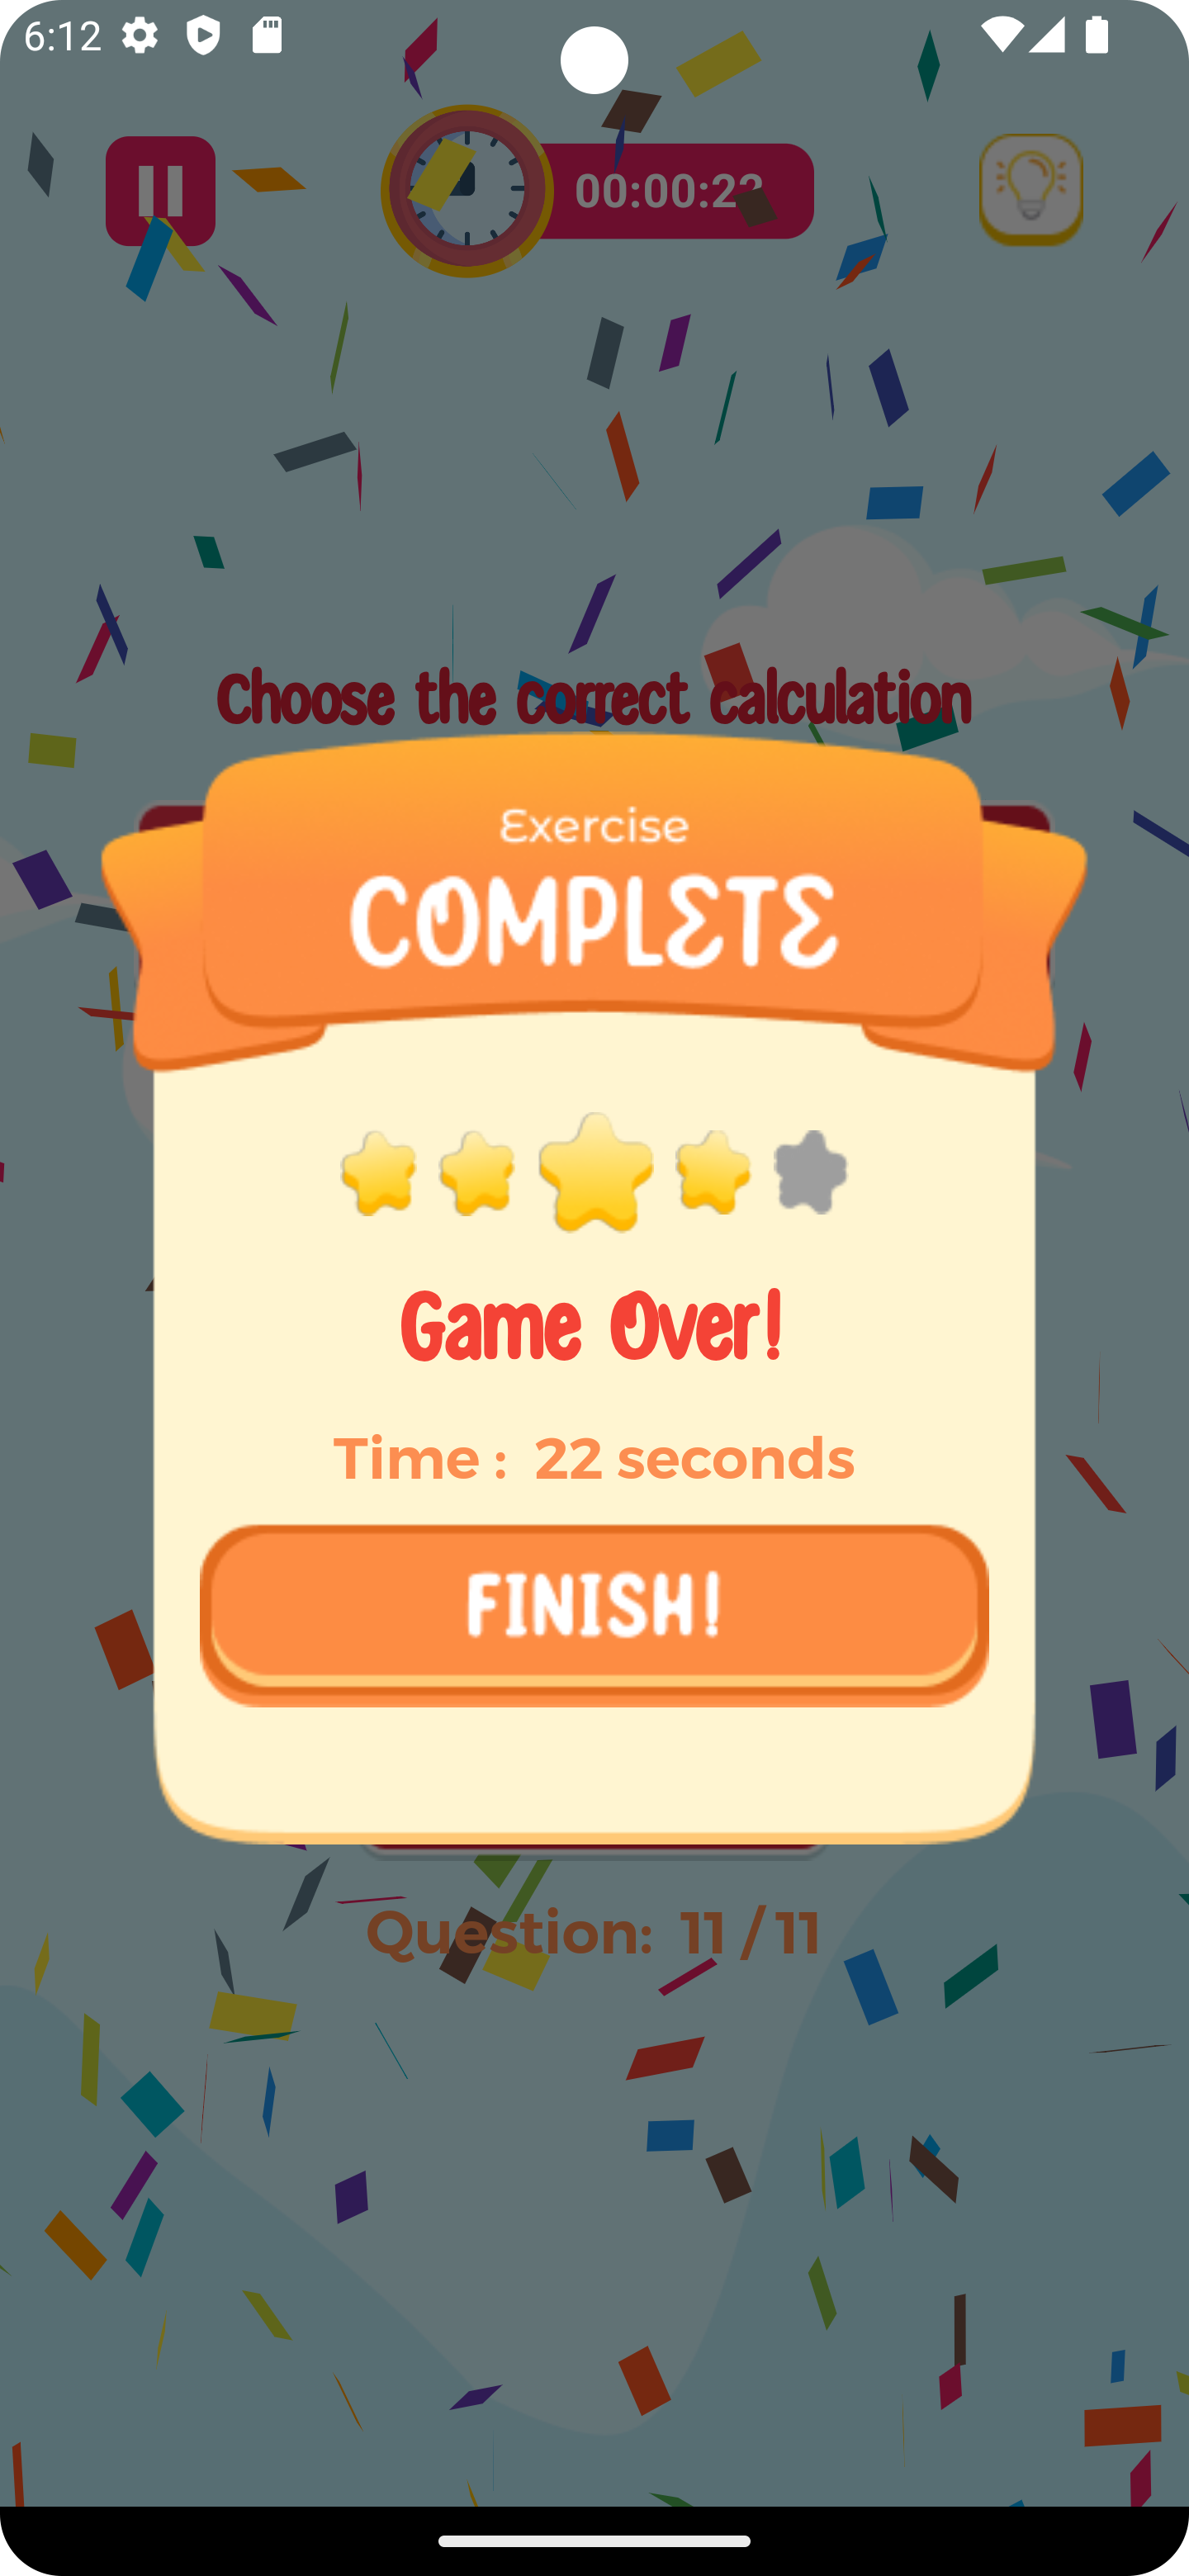 6:12
00:00:22
Choose the correct calculation
Exercise
COMPLETE
Game Over!
Time : 22 seconds
FINISH!
Question: 11 / 11